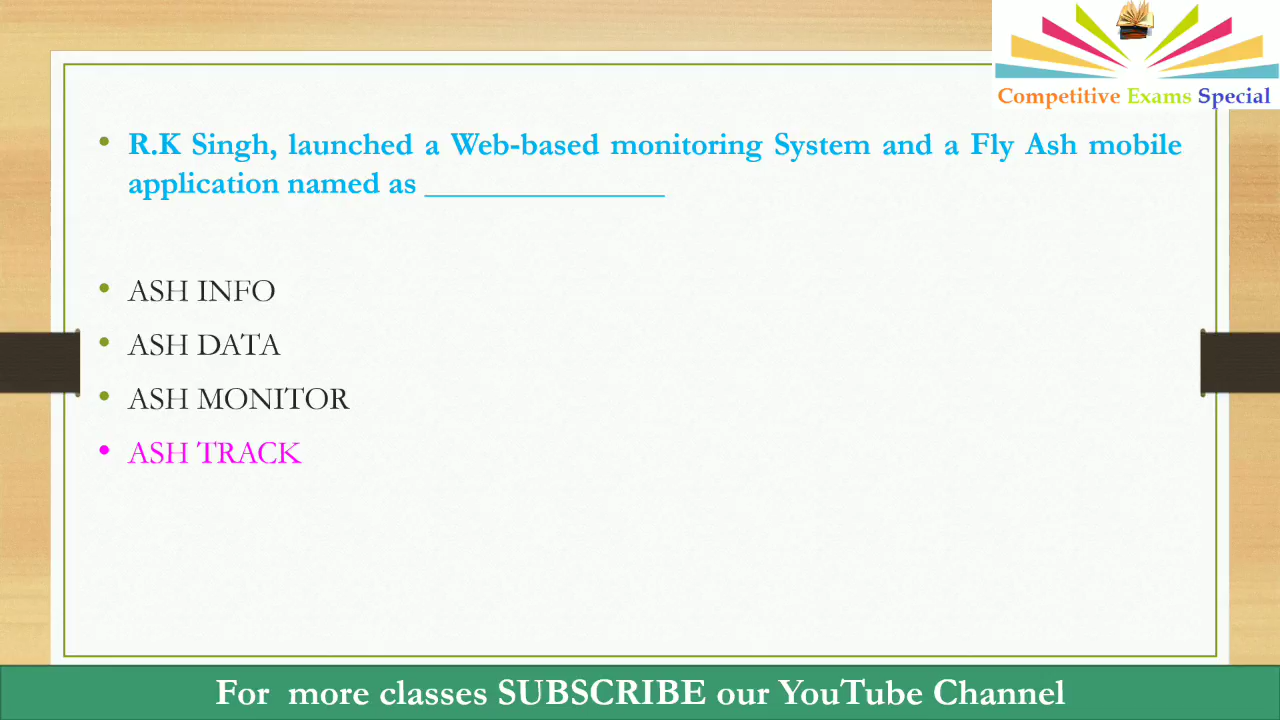 Competitive Exams Special
R.K Singh, launched a Web-based monitoring System and a Fly Ash mobile
application named as ________________
ASH INFO
ASH DATA
ASH MONITOR
ASH TRACK
For more classes SUBSCRIBE our YouTube Channel